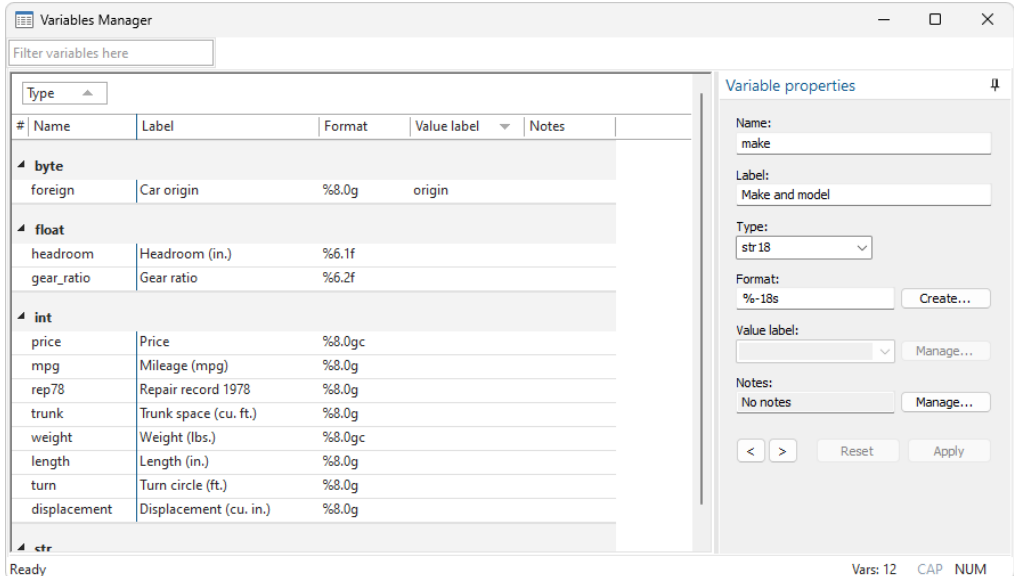 Variables Manager
Filter variables here
Type
# Name Label Format Value label Notes
byte
foreign Car origin %8.0g origin
float
headroom Headroom (in.) %6.1f
gear_ratio Gear ratio %6.2f
int
price Price %8.0gc
mpg Mileage (mpg) %8.0g
rep78 Repair record 1978 %8.0g
trunk Trunk space (cu. ft.) %8.0g
weight Weight (lbs.) %8.0gc
length Length (in.) %8.0g
turn Turn circle (ft.) %8.0g
displacement Displacement (cu. in.) %8.0g
str
Variable properties
Name:
make
Label:
Make and model
Type:
str18
Format:
%-18s Create...
Value label:
Manage...
Notes:
No notes Manage...
< > Reset Apply
Ready Vars: 12 CAP NUM